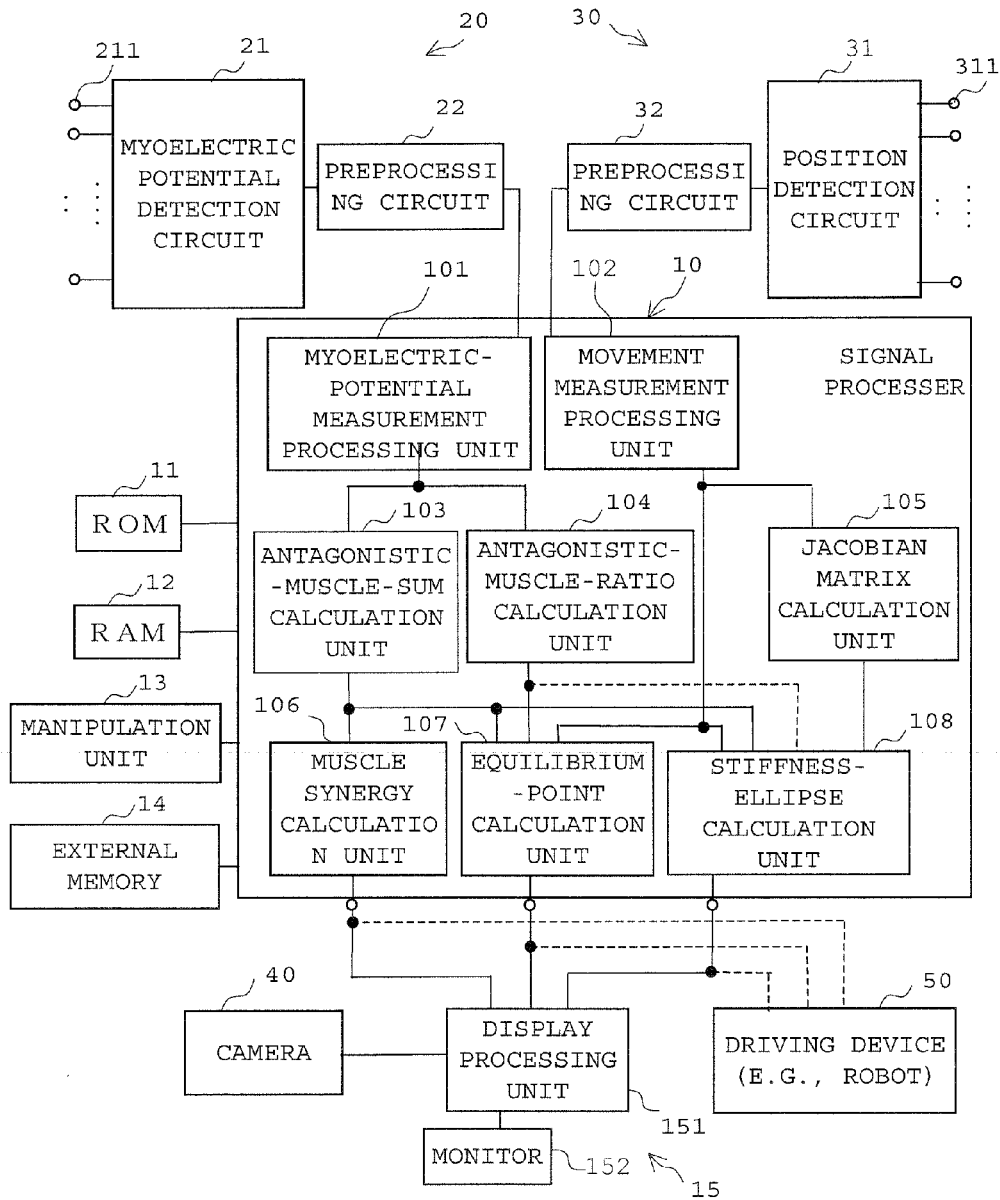 20
30
211
21
31
311
22
32
MYOELECTRIC
POTENTIAL
DETECTION
CIRCUIT
PREPROCESSI
NG CIRCUIT
PREPROCESSI
NG CIRCUIT
POSITION
DETECTION
CIRCUIT
101
102
10
MYOELECTRIC-
POTENTIAL
MEASUREMENT
PROCESSING UNIT
MOVEMENT
MEASUREMENT
PROCESSING
UNIT
SIGNAL
PROCESSER
11
ROM
103
104
105
ANTAGONISTIC
-MUSCLE-SUM
CALCULATION
UNIT
ANTAGONISTIC-
MUSCLE-RATIO
CALCULATION
UNIT
JACOBIAN
MATRIX
CALCULATION
UNIT
12
RAM
13
MANIPULATION
UNIT
106
107
108
MUSCLE
SYNERGY
CALCULATIO
N UNIT
EQUILIBRIUM
-POINT
CALCULATION
UNIT
STIFFNESS-
ELLIPSE
CALCULATION
UNIT
14
EXTERNAL
MEMORY
40
CAMERA
DISPLAY
PROCESSING
UNIT
151
50
DRIVING DEVICE
(E.G., ROBOT)
MONITOR
152
15